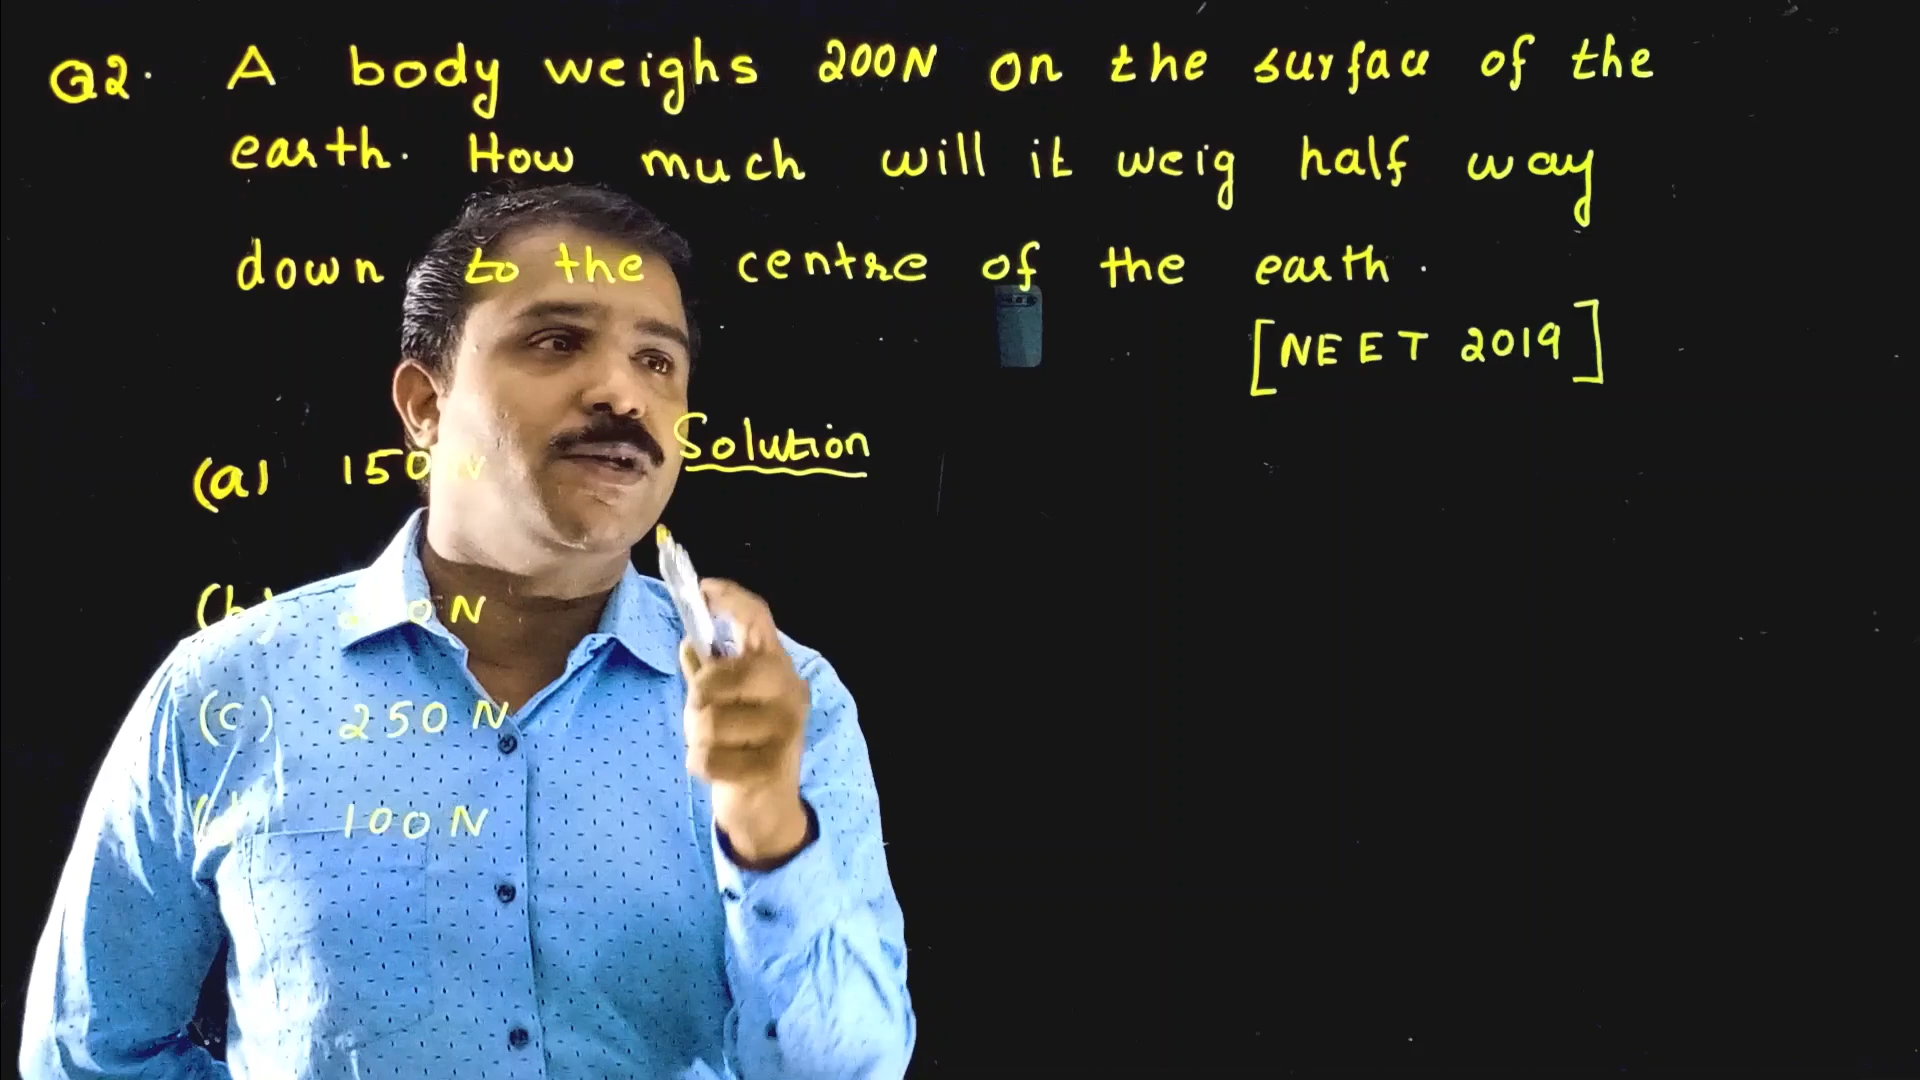 Q2. A body weighs 200N on the surface of the
earth. How much will it weig half way
down to the centre of the earth.
[NEET 2019]
Solution
(a) 150N
(b) N
(c) 250 N
100 N